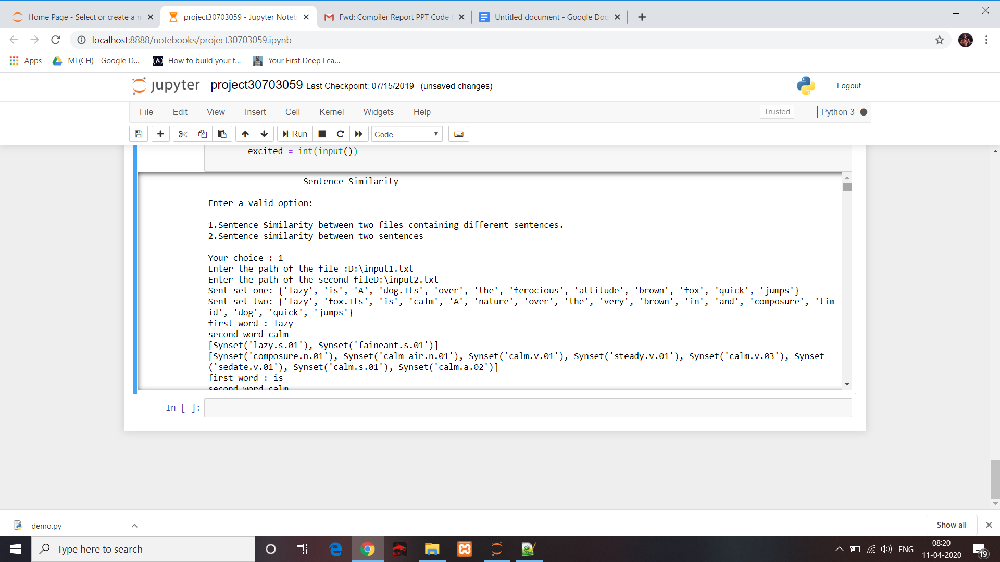 Home Page - Select or create a n
project30703059 - Jupyter Noteb
Fwd: Compiler Report PPT Code (
Untitled document - Google Doc
localhost:8888/notebooks/project30703059.ipynb
Apps
ML(CH) - Google D...
(A)
How to build your f...
Your First Deep Lea...
jupyter
project30703059 Last Checkpoint: 07/15/2019 (unsaved changes)
Logout
File Edit View Insert Cell Kernel Widgets Help
Trusted
Python 3
Run
Code
excited = int(input())
-------------------Sentence Similarity--------------------------
Enter a valid option:
1.Sentence Similarity between two files containing different sentences.
2.Sentence similarity between two sentences
Your choice : 1
Enter the path of the file :D:\input1.txt
Enter the path of the second fileD:\input2.txt
Sent set one: {'lazy', 'is', 'A', 'dog.Its', 'over', 'the', 'ferocious', 'attitude', 'brown', 'fox', 'quick', 'jumps'}
Sent set two: {'lazy', 'fox.Its', 'is', 'calm', 'A', 'nature', 'over', 'the', 'very', 'brown', 'in', 'and', 'composure', 'tim
id', 'dog', 'quick', 'jumps'}
first word : lazy
second word calm
[Synset('lazy.s.01'), Synset('faineant.s.01')]
[Synset('composure.n.01'), Synset('calm_air.n.01'), Synset('calm.v.01'), Synset('steady.v.01'), Synset('calm.v.03'), Synset
('sedate.v.01'), Synset('calm.s.01'), Synset('calm.a.02')]
first word : is
second word calm
In [ ]:
demo.py
Show all
Type here to search
ENG
08:20
11-04-2020
19